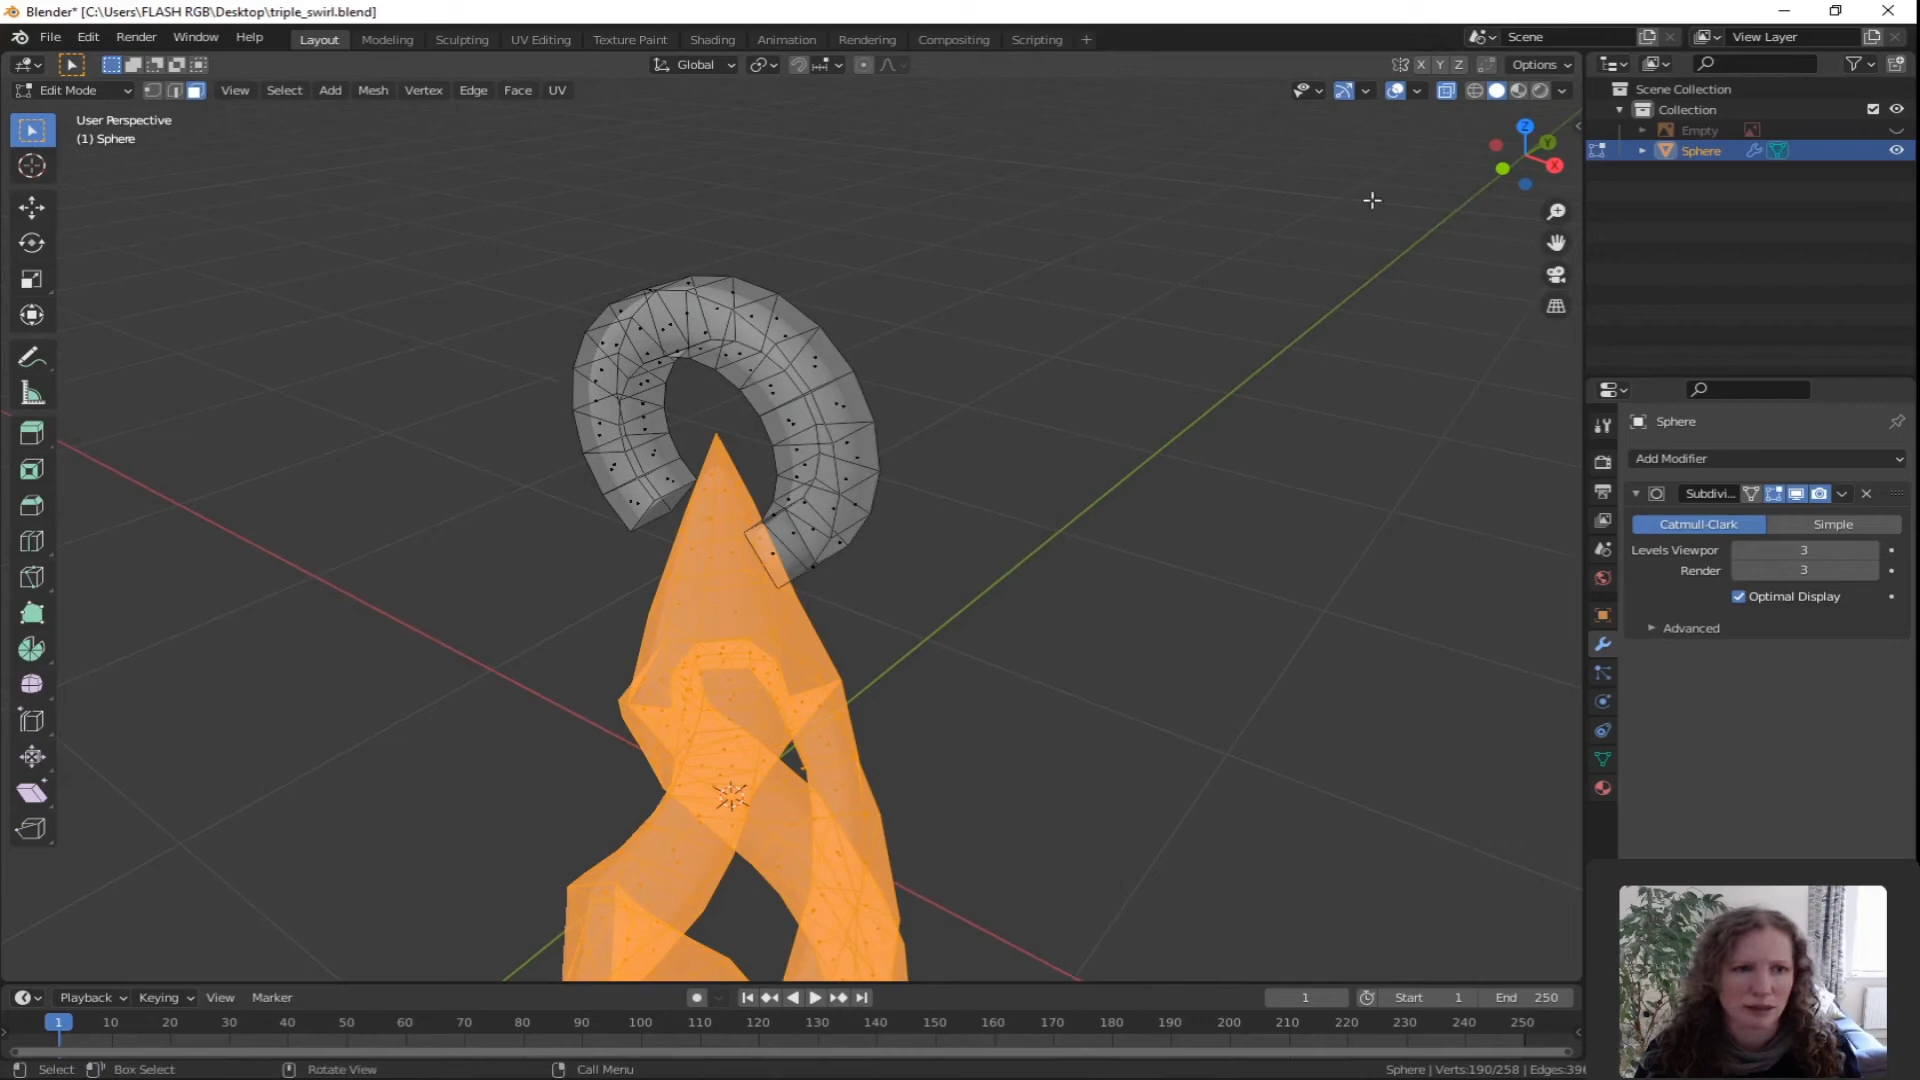 Blender* [C:\Users\FLASH RGB\Desktop\triple_swirl.blend]
File Edit Render Window Help
Layout Modeling Sculpting UV Editing Texture Paint Shading Animation Rendering Compositing Scripting +
Scene
View Layer
Global
X Y Z
Options
Edit Mode
View Select Add Mesh Vertex Edge Face UV
User Perspective
(1) Sphere
Z
Y
X
Scene Collection
Collection
Empty
Sphere
Sphere
Add Modifier
Subdivi...
Catmull-Clark Simple
Levels Viewpor 3
Render 3
Optimal Display
Advanced
Playback Keying View Marker
1
Start 1
End 250
1 10 20 30 40 50 60 70 80 90 100 110 120 130 140 150 160 170 180 190 200 210 220 230 240 250
Select Box Select Rotate View Call Menu
Sphere | Verts:190/258 | Edges:396